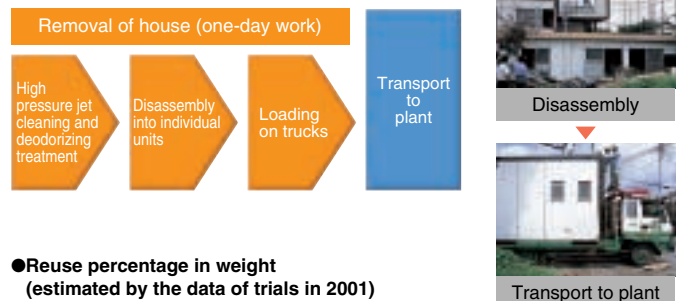 Removal of house (one-day work)
High
pressure jet
cleaning and
deodorizing
treatment
Disassembly
into individual
units
Loading
on trucks
Transport
to
plant
Disassembly
Transport to plant
●Reuse percentage in weight
(estimated by the data of trials in 2001)